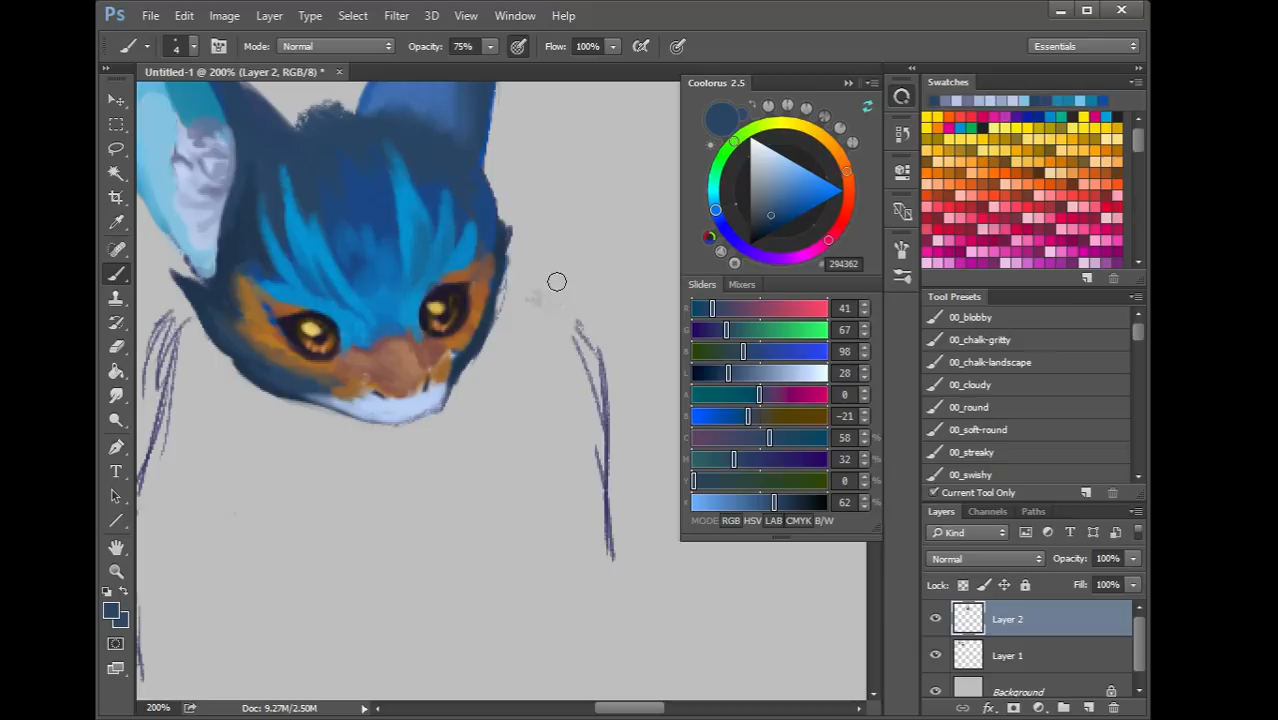 Ps File Edit Image Layer Type Select Filter 3D View Window Help
4 Mode: Normal Opacity: 75% Flow: 100% Essentials
Untitled-1 @ 200% (Layer 2, RGB/8) *
Coolorus 2.5
294362
Sliders Mixers
R 41
G 67
B 98
L 28
A 0
B -21
C 58 %
M 32 %
Y 0 %
K 62 %
MODE RGB HSV LAB CMYK B/W
Swatches
Tool Presets
00_blobby
00_chalk-gritty
00_chalk-landscape
00_cloudy
00_round
00_soft-round
00_streaky
00_swishy
Current Tool Only
Layers Channels Paths
Kind
Normal Opacity: 100%
Lock: Fill: 100%
Layer 2
Layer 1
Background
fx
200% Doc: 9.27M/2.50M